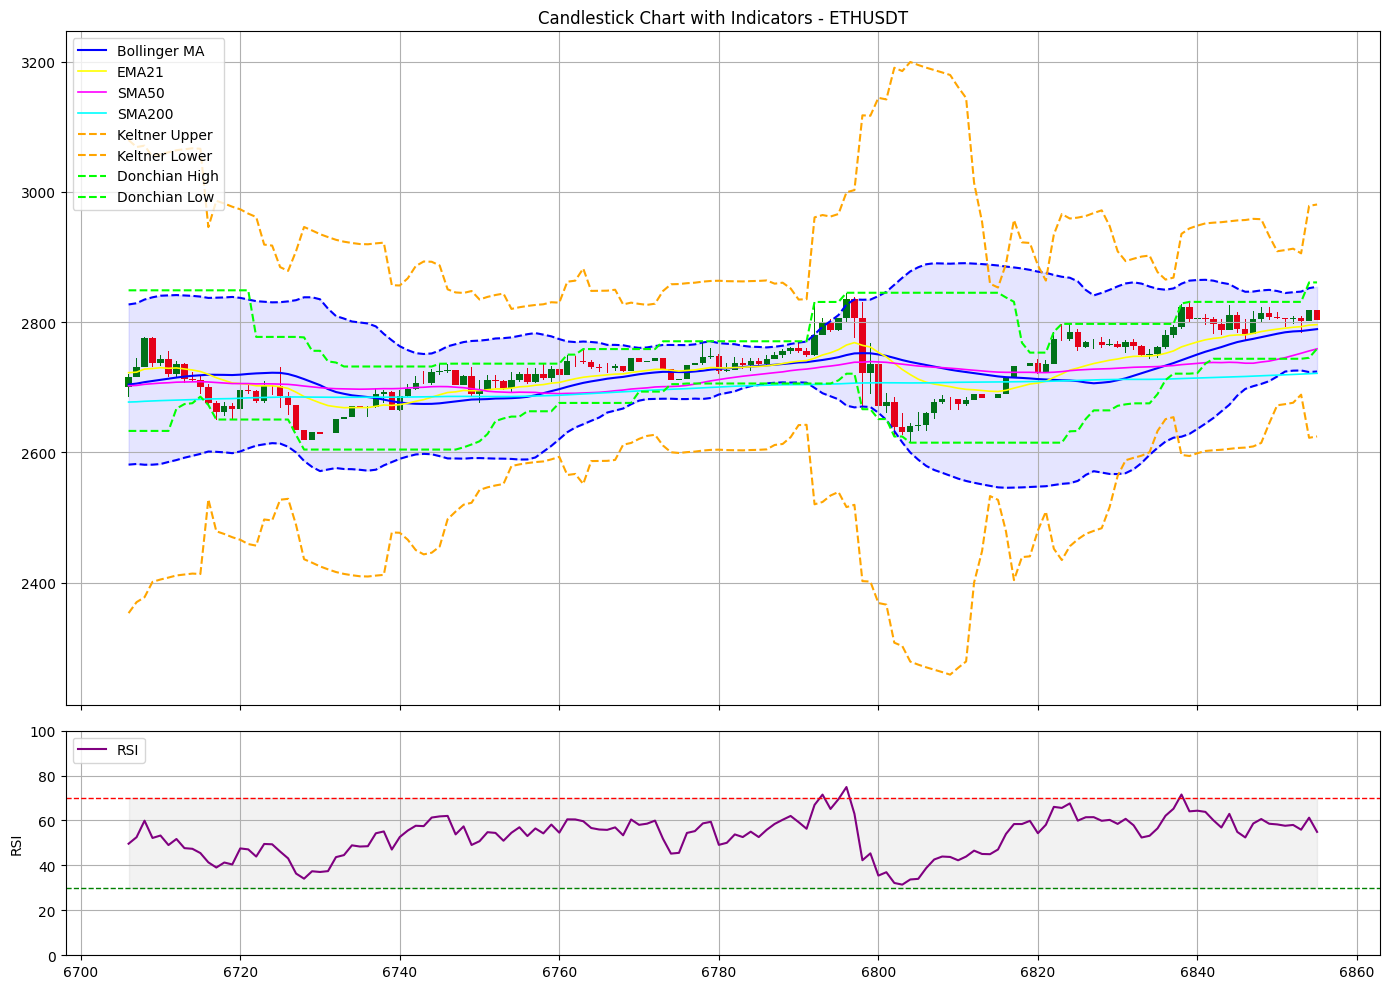 Candlestick Chart with Indicators - ETHUSDT
Bollinger MA
EMA21
SMA50
SMA200
Keltner Upper
Keltner Lower
Donchian High
Donchian Low
3200
3000
2800
2600
2400
RSI
100
80
60
40
20
0
RSI
6700 6720 6740 6760 6780 6800 6820 6840 6860